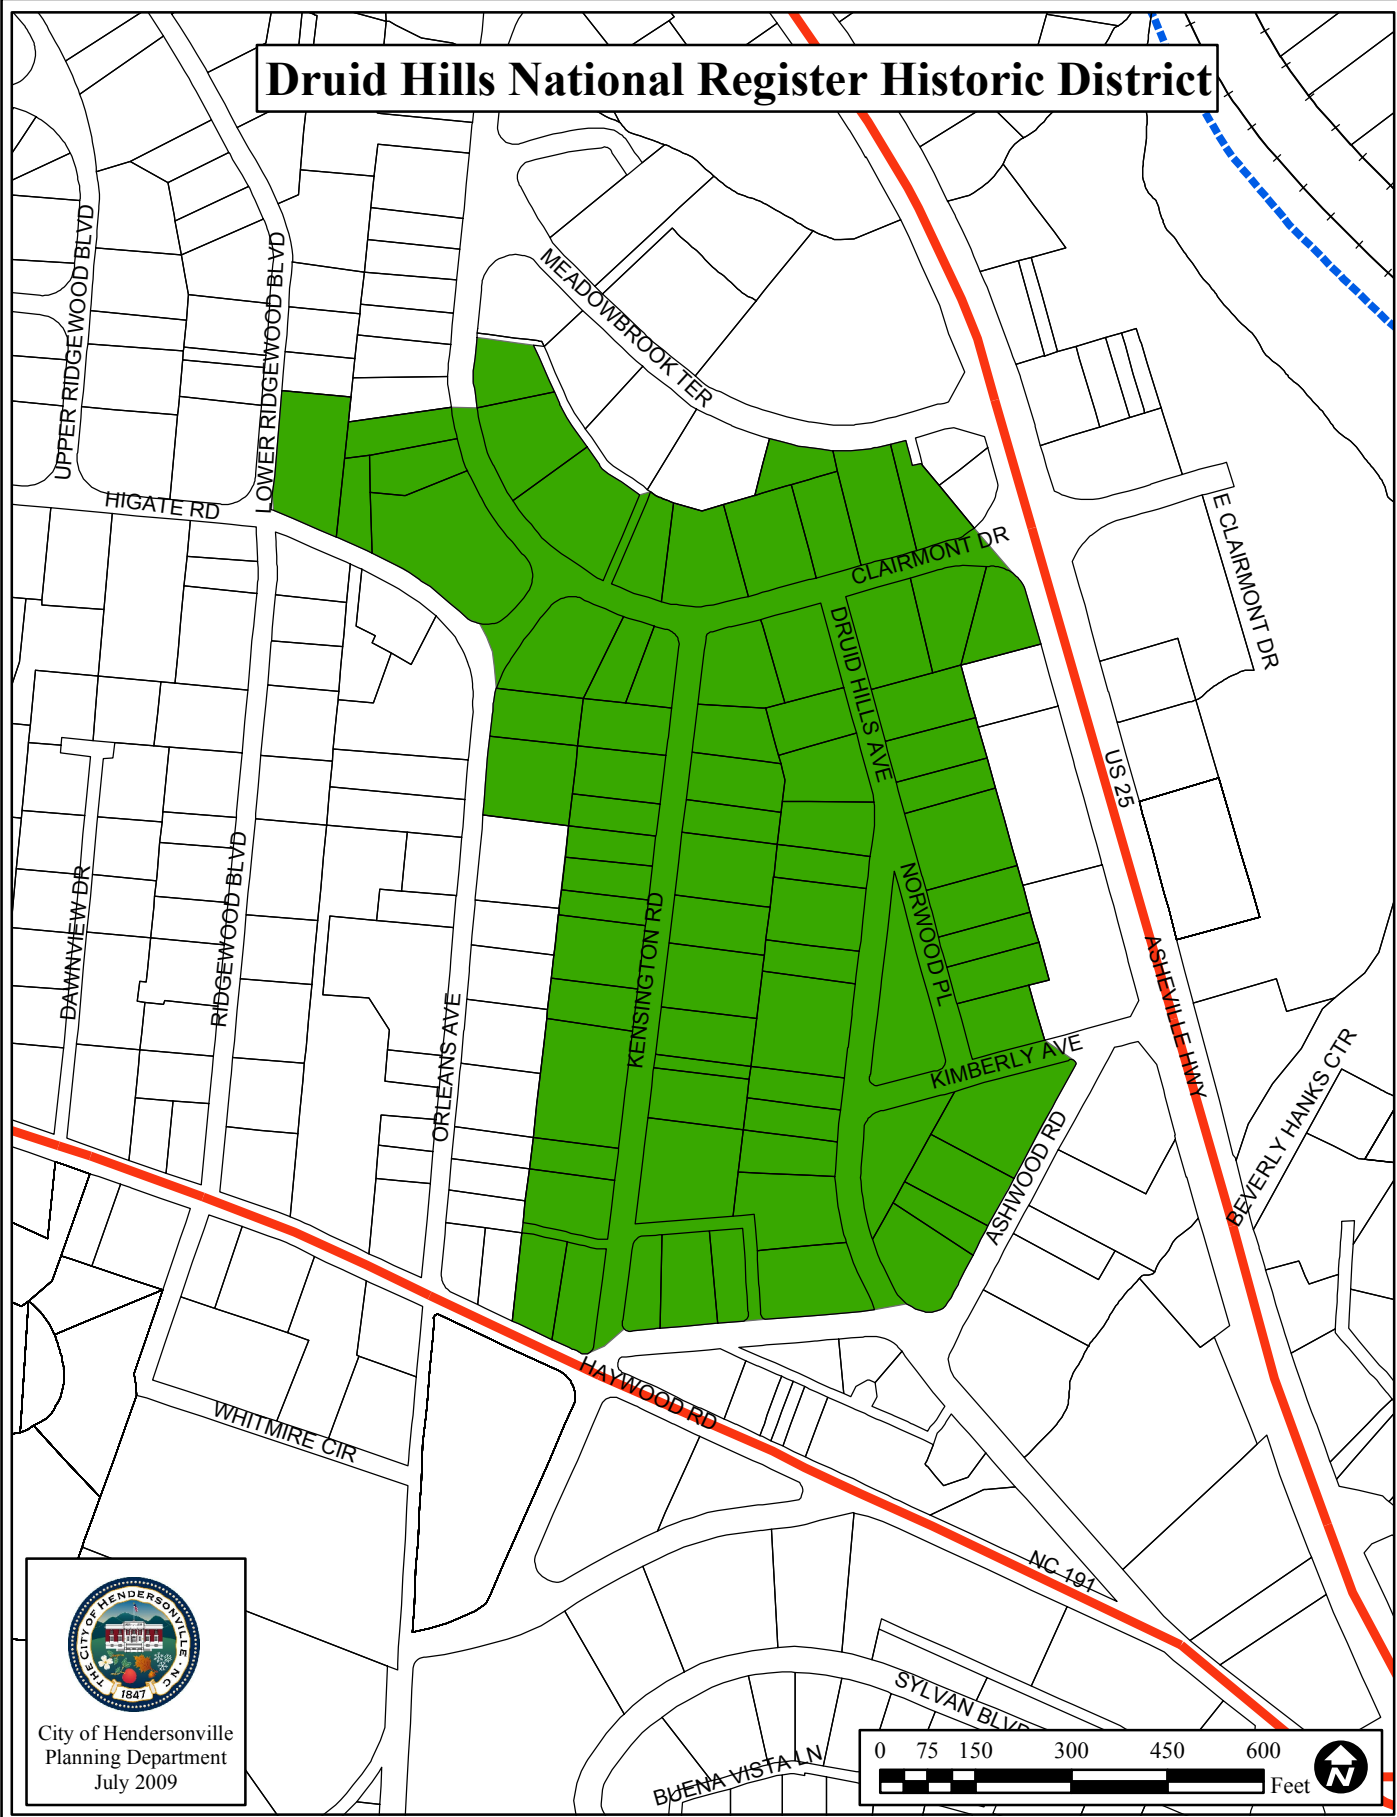 Druid Hills National Register Historic District
UPPER RIDGEWOOD BLVD
LOWER RIDGEWOOD BLVD
MEADOWBROOK TER
HIGATE RD
CLAIRMONT DR
E CLAIRMONT DR
DRUID HILLS AVE
US 25
DAWNVIEW DR
RIDGEWOOD BLVD
ORLEANS AVE
KENSINGTON RD
NORWOOD PL
KIMBERLY AVE
ASHEVILLE HWY
ASHWOOD RD
BEVERLY HANKS CTR
HAYWOOD RD
WHITMIRE CIR
NC 191
SYLVAN BLVD
BUENA VISTA LN
THE CITY OF HENDERSONVILLE, NC
1847
City of Hendersonville
Planning Department
July 2009
0 75 150 300 450 600
Feet
N